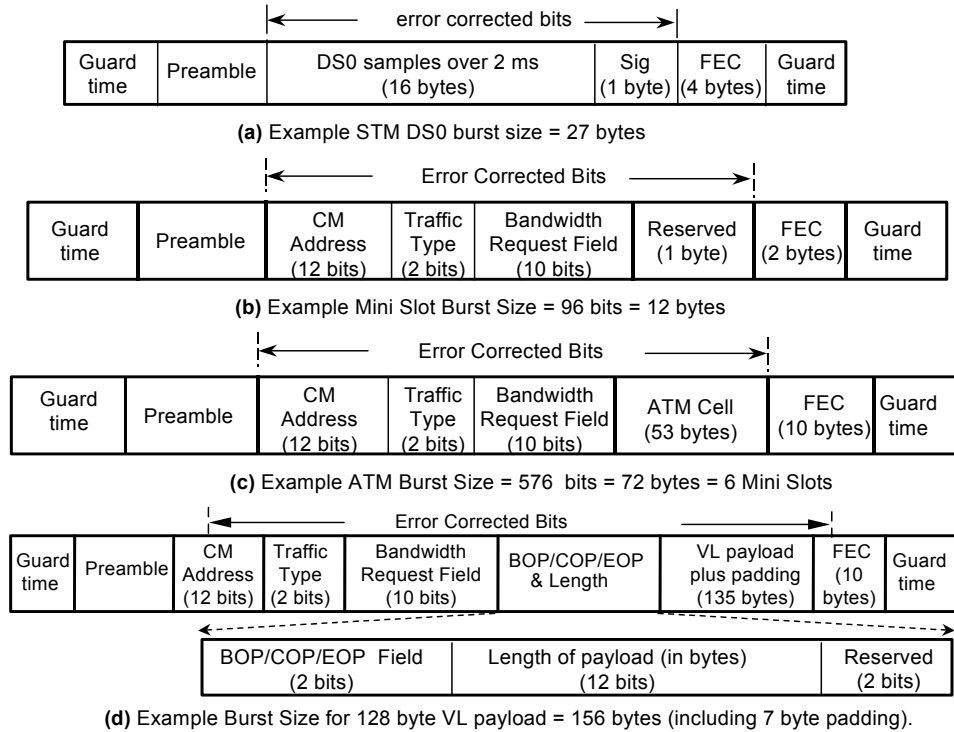 error corrected bits
Guard time
Preamble
DS0 samples over 2 ms (16 bytes)
Sig (1 byte)
FEC (4 bytes)
Guard time
(a) Example STM DS0 burst size = 27 bytes
Error Corrected Bits
Guard time
Preamble
CM Address (12 bits)
Traffic Type (2 bits)
Bandwidth Request Field (10 bits)
Reserved (1 byte)
FEC (2 bytes)
Guard time
(b) Example Mini Slot Burst Size = 96 bits = 12 bytes
Error Corrected Bits
Guard time
Preamble
CM Address (12 bits)
Traffic Type (2 bits)
Bandwidth Request Field (10 bits)
ATM Cell (53 bytes)
FEC (10 bytes)
Guard time
(c) Example ATM Burst Size = 576 bits = 72 bytes = 6 Mini Slots
Error Corrected Bits
Guard time
Preamble
CM Address (12 bits)
Traffic Type (2 bits)
Bandwidth Request Field (10 bits)
BOP/COP/EOP & Length
VL payload plus padding (135 bytes)
FEC (10 bytes)
Guard time
BOP/COP/EOP Field (2 bits)
Length of payload (in bytes) (12 bits)
Reserved (2 bits)
(d) Example Burst Size for 128 byte VL payload = 156 bytes (including 7 byte padding).